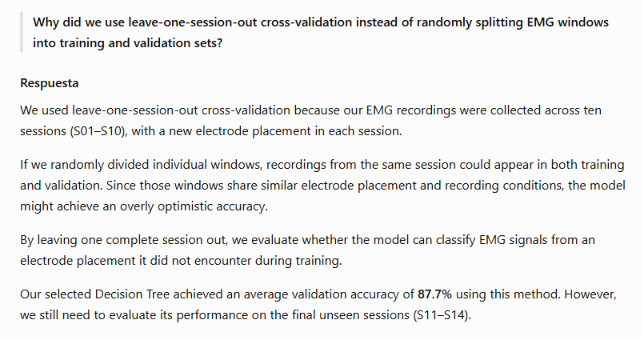 Why did we use leave-one-session-out cross-validation instead of randomly splitting EMG windows
into training and validation sets?
Respuesta
We used leave-one-session-out cross-validation because our EMG recordings were collected across ten
sessions (S01–S10), with a new electrode placement in each session.
If we randomly divided individual windows, recordings from the same session could appear in both training
and validation. Since those windows share similar electrode placement and recording conditions, the model
might achieve an overly optimistic accuracy.
By leaving one complete session out, we evaluate whether the model can classify EMG signals from an
electrode placement it did not encounter during training.
Our selected Decision Tree achieved an average validation accuracy of 87.7% using this method. However,
we still need to evaluate its performance on the final unseen sessions (S11–S14).